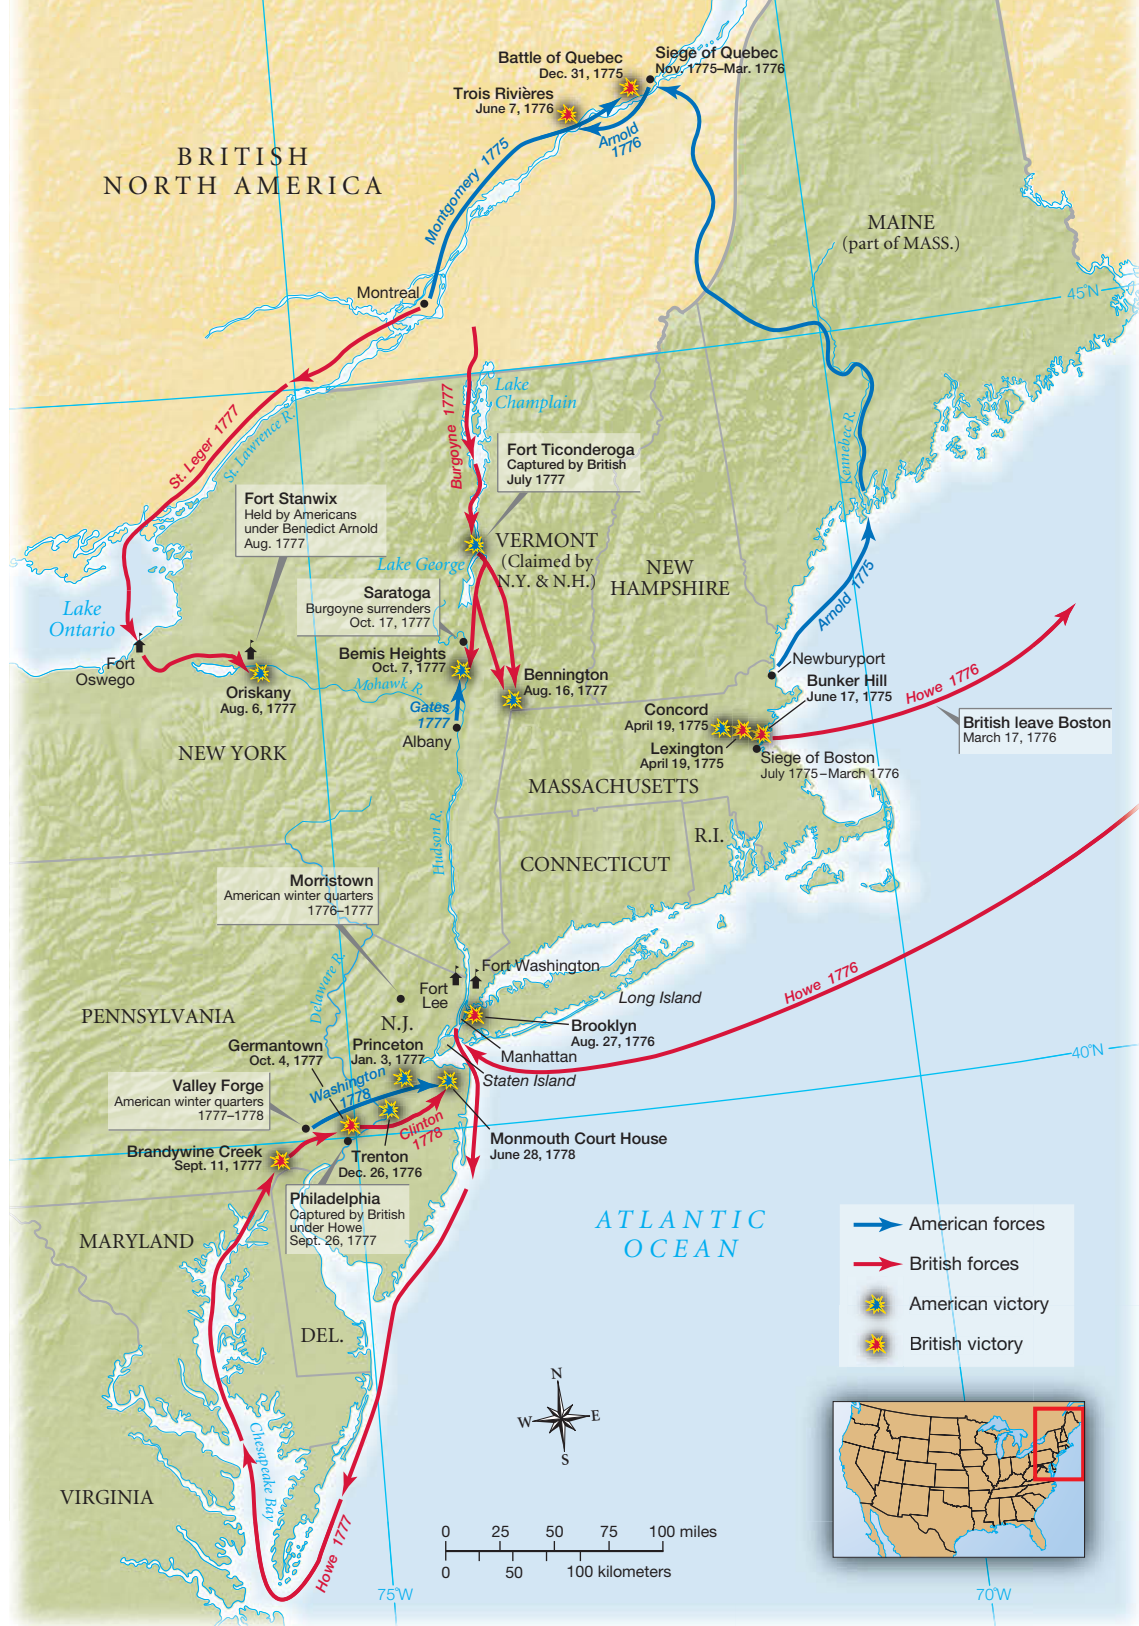 Battle of Quebec
Dec. 31, 1775
Siege of Quebec
Nov. 1775–Mar. 1776
Trois Rivières
June 7, 1776
Arnold
1776
Montgomery 1775
BRITISH
NORTH AMERICA
MAINE
(part of MASS.)
Montreal
45°N
Lake
Champlain
St. Leger 1777
St. Lawrence R.
Burgoyne 1777
Kennebec R.
Fort Ticonderoga
Captured by British
July 1777
Fort Stanwix
Held by Americans
under Benedict Arnold
Aug. 1777
VERMONT
(Claimed by
N.Y. & N.H.)
Lake George
NEW
HAMPSHIRE
Saratoga
Burgoyne surrenders
Oct. 17, 1777
Lake
Ontario
Arnold 1775
Fort
Oswego
Bemis Heights
Oct. 7, 1777
Newburyport
Bennington
Aug. 16, 1777
Bunker Hill
June 17, 1775
Howe 1776
Oriskany
Aug. 6, 1777
Mohawk R.
Gates
1777
Concord
April 19, 1775
British leave Boston
March 17, 1776
Albany
Lexington
April 19, 1775
Siege of Boston
July 1775–March 1776
NEW YORK
MASSACHUSETTS
R.I.
CONNECTICUT
Hudson R.
Morristown
American winter quarters
1776–1777
Delaware R.
Fort Washington
Fort
Lee
Long Island
Howe 1776
PENNSYLVANIA
N.J.
Brooklyn
Aug. 27, 1776
Manhattan
40°N
Germantown
Oct. 4, 1777
Princeton
Jan. 3, 1777
Staten Island
Valley Forge
American winter quarters
1777–1778
Washington
1778
Clinton
1778
Monmouth Court House
June 28, 1778
Brandywine Creek
Sept. 11, 1777
Trenton
Dec. 26, 1776
Philadelphia
Captured by British
under Howe
Sept. 26, 1777
ATLANTIC
OCEAN
MARYLAND
DEL.
American forces
British forces
American victory
British victory
N
W
E
S
Chesapeake Bay
VIRGINIA
Howe 1777
0 25 50 75 100 miles
0 50 100 kilometers
75°W
70°W